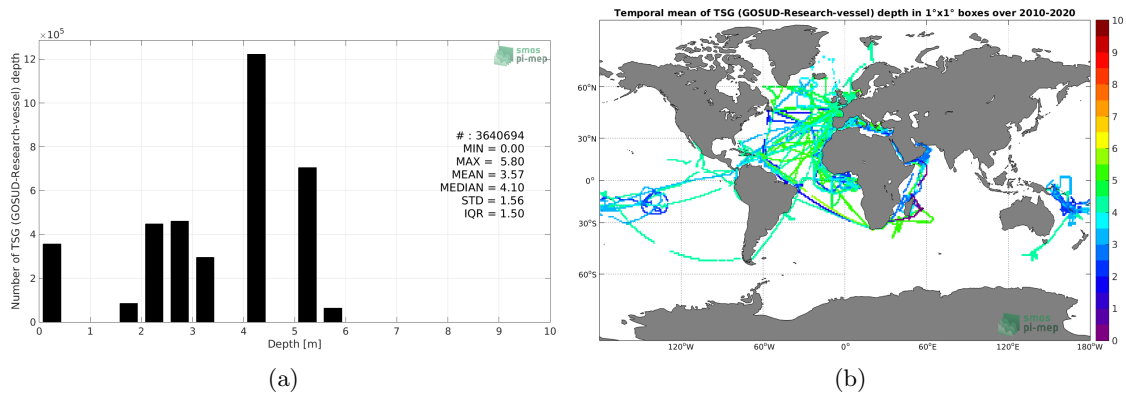 ×10⁵
12
10
8
6
4
2
0
Number of TSG (GOSUD-Research-vessel) depth
smos
pi-mep
# : 3640694
MIN = 0.00
MAX = 5.80
MEAN = 3.57
MEDIAN = 4.10
STD = 1.56
IQR = 1.50
0 1 2 3 4 5 6 7 8 9 10
Depth [m]
(a)
Temporal mean of TSG (GOSUD-Research-vessel) depth in 1°x1° boxes over 2010-2020
60°N
30°N
0°
30°S
60°S
120°W 60°W 0° 60°E 120°E 180°W
smos
pi-mep
10
9
8
7
6
5
4
3
2
1
0
(b)